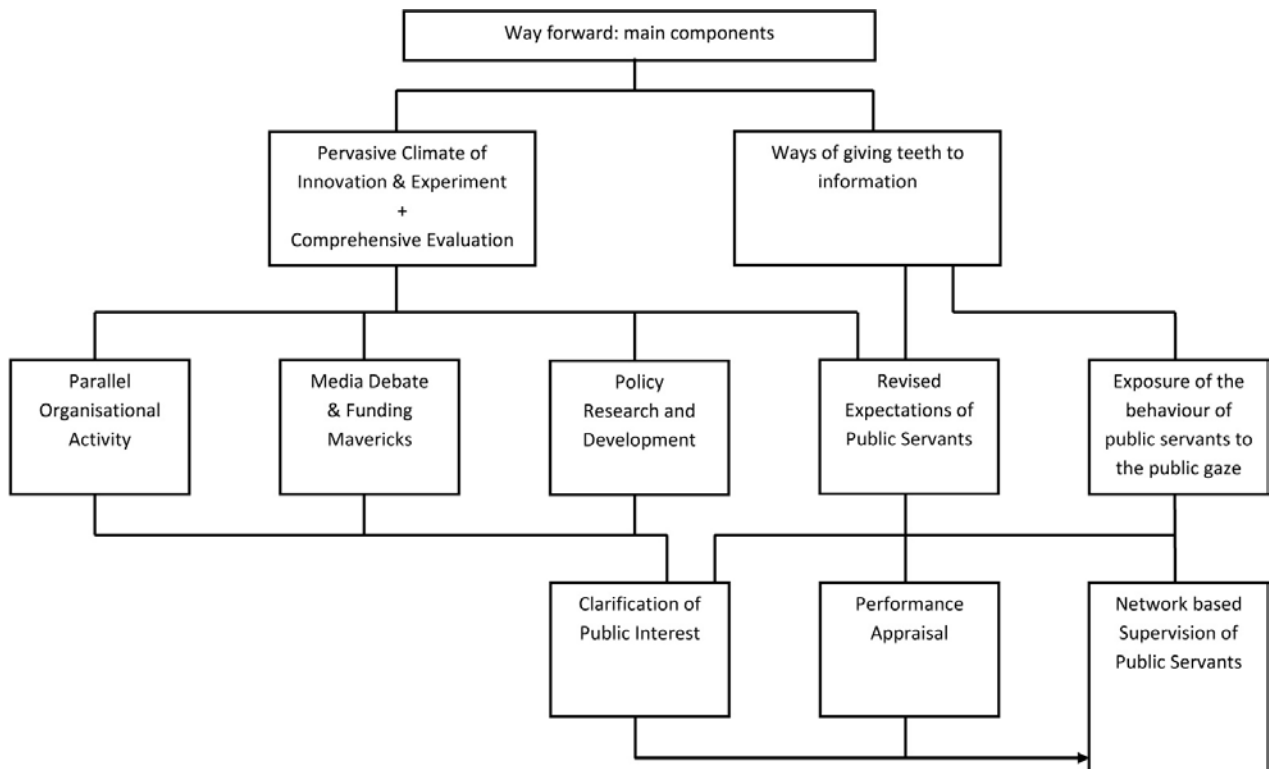 Way forward: main components
Pervasive Climate of
Innovation & Experiment
+
Comprehensive Evaluation
Ways of giving teeth to
information
Parallel
Organisational
Activity
Media Debate
& Funding
Mavericks
Policy
Research and
Development
Revised
Expectations of
Public Servants
Exposure of the
behaviour of
public servants to
the public gaze
Clarification of
Public Interest
Performance
Appraisal
Network based
Supervision of
Public Servants